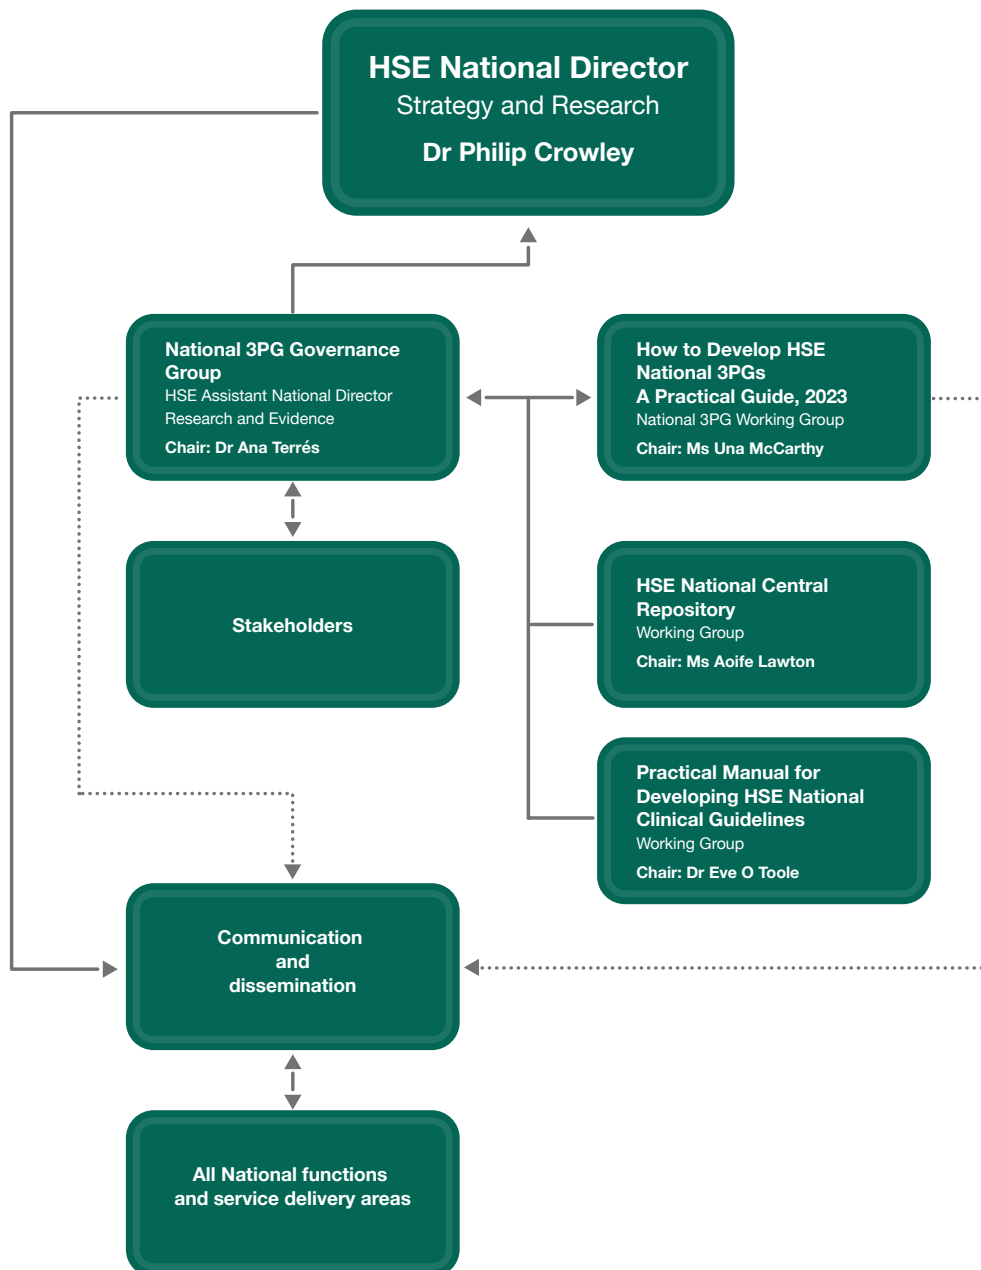 HSE National Director
Strategy and Research
Dr Philip Crowley
National 3PG Governance
Group
HSE Assistant National Director
Research and Evidence
Chair: Dr Ana Terrés
How to Develop HSE
National 3PGs
A Practical Guide, 2023
National 3PG Working Group
Chair: Ms Una McCarthy
Stakeholders
HSE National Central
Repository
Working Group
Chair: Ms Aoife Lawton
Practical Manual for
Developing HSE National
Clinical Guidelines
Working Group
Chair: Dr Eve O Toole
Communication
and
dissemination
All National functions
and service delivery areas